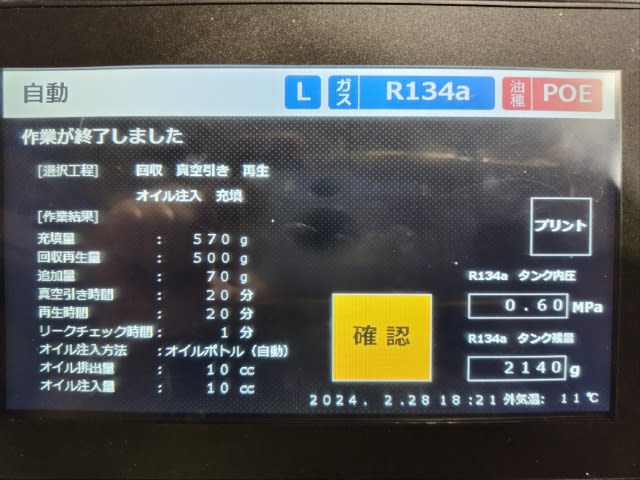 自動 L ガス R134a 油種 POE
作業が終了しました
[選択工程] 回収 真空引き 再生
オイル注入 充填
[作業結果]
充填量 : 570 g
回収再生量 : 500 g
追加量 : 70 g
真空引き時間 : 20 分
再生時間 : 20 分
リークチェック時間 : 1 分
オイル注入方法 : オイルボトル(自動)
オイル排出量 : 10 cc
オイル注入量 : 10 cc
プリント
R134a タンク内圧
0.60 MPa
R134a タンク残量
2140 g
確認
2024. 2.28 18:21 外気温: 11℃